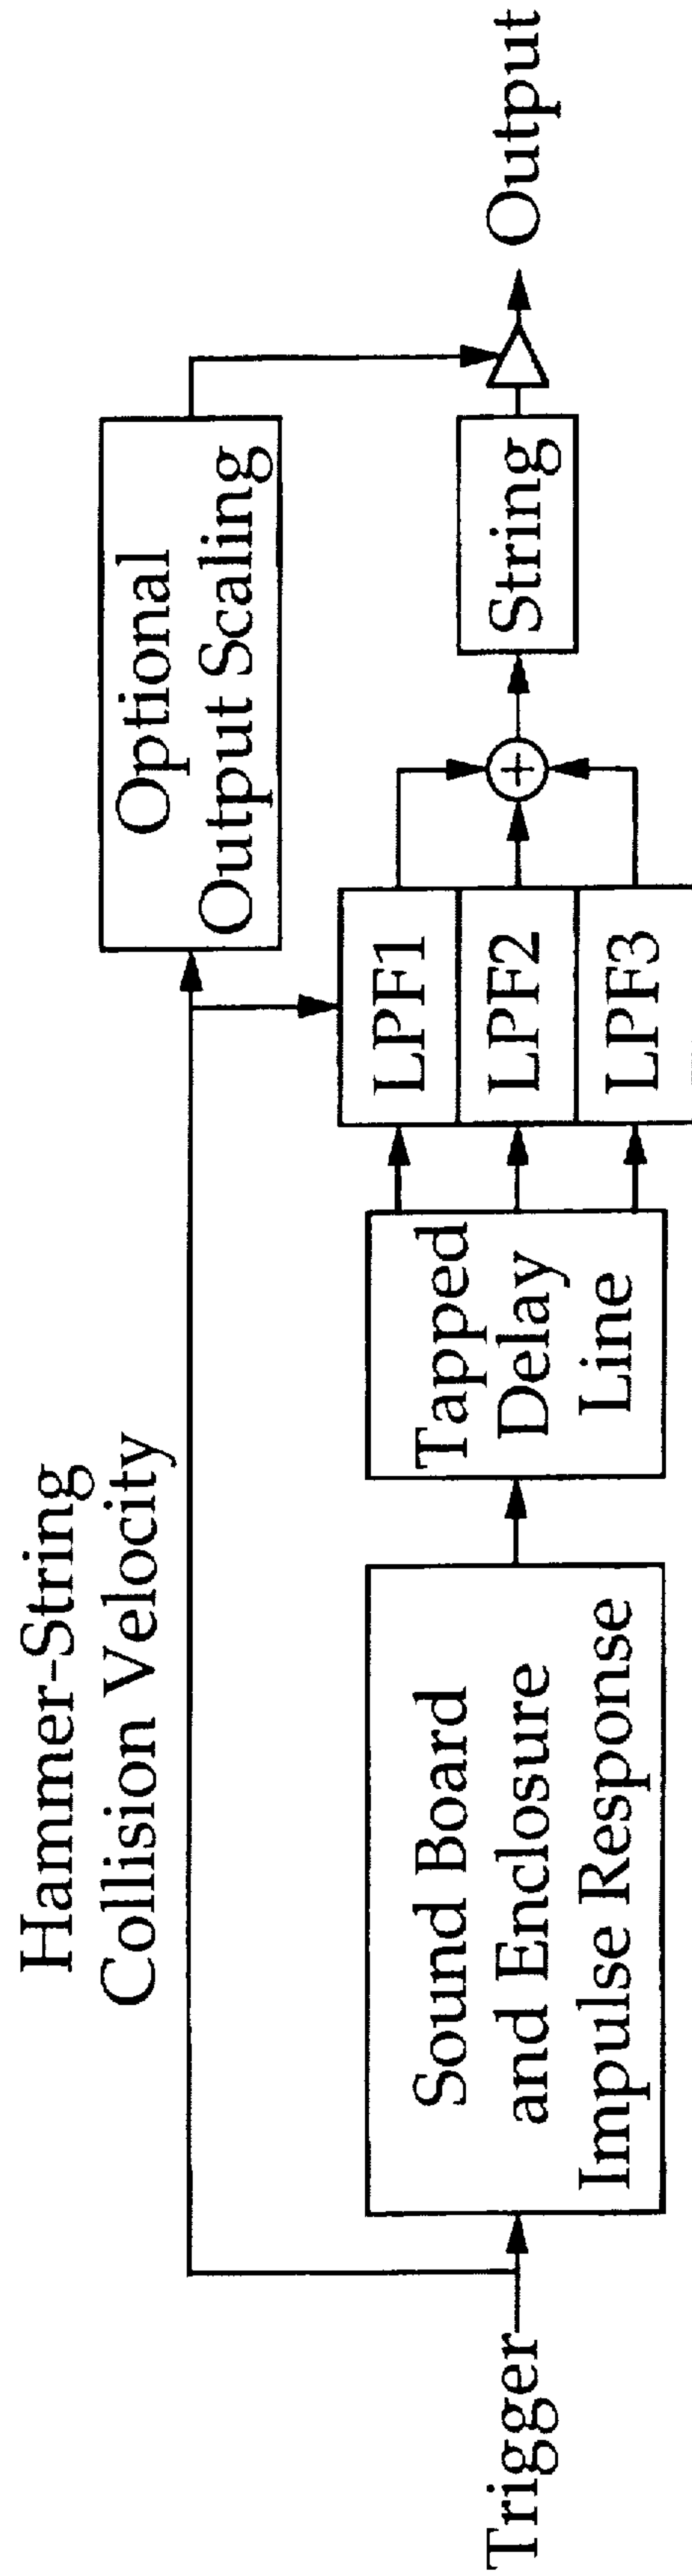 Hammer-String
Collision Velocity
Optional
Output Scaling
Trigger
Sound Board
and Enclosure
Impulse Response
Tapped
Delay
Line
LPF1
LPF2
LPF3
+
String
Output